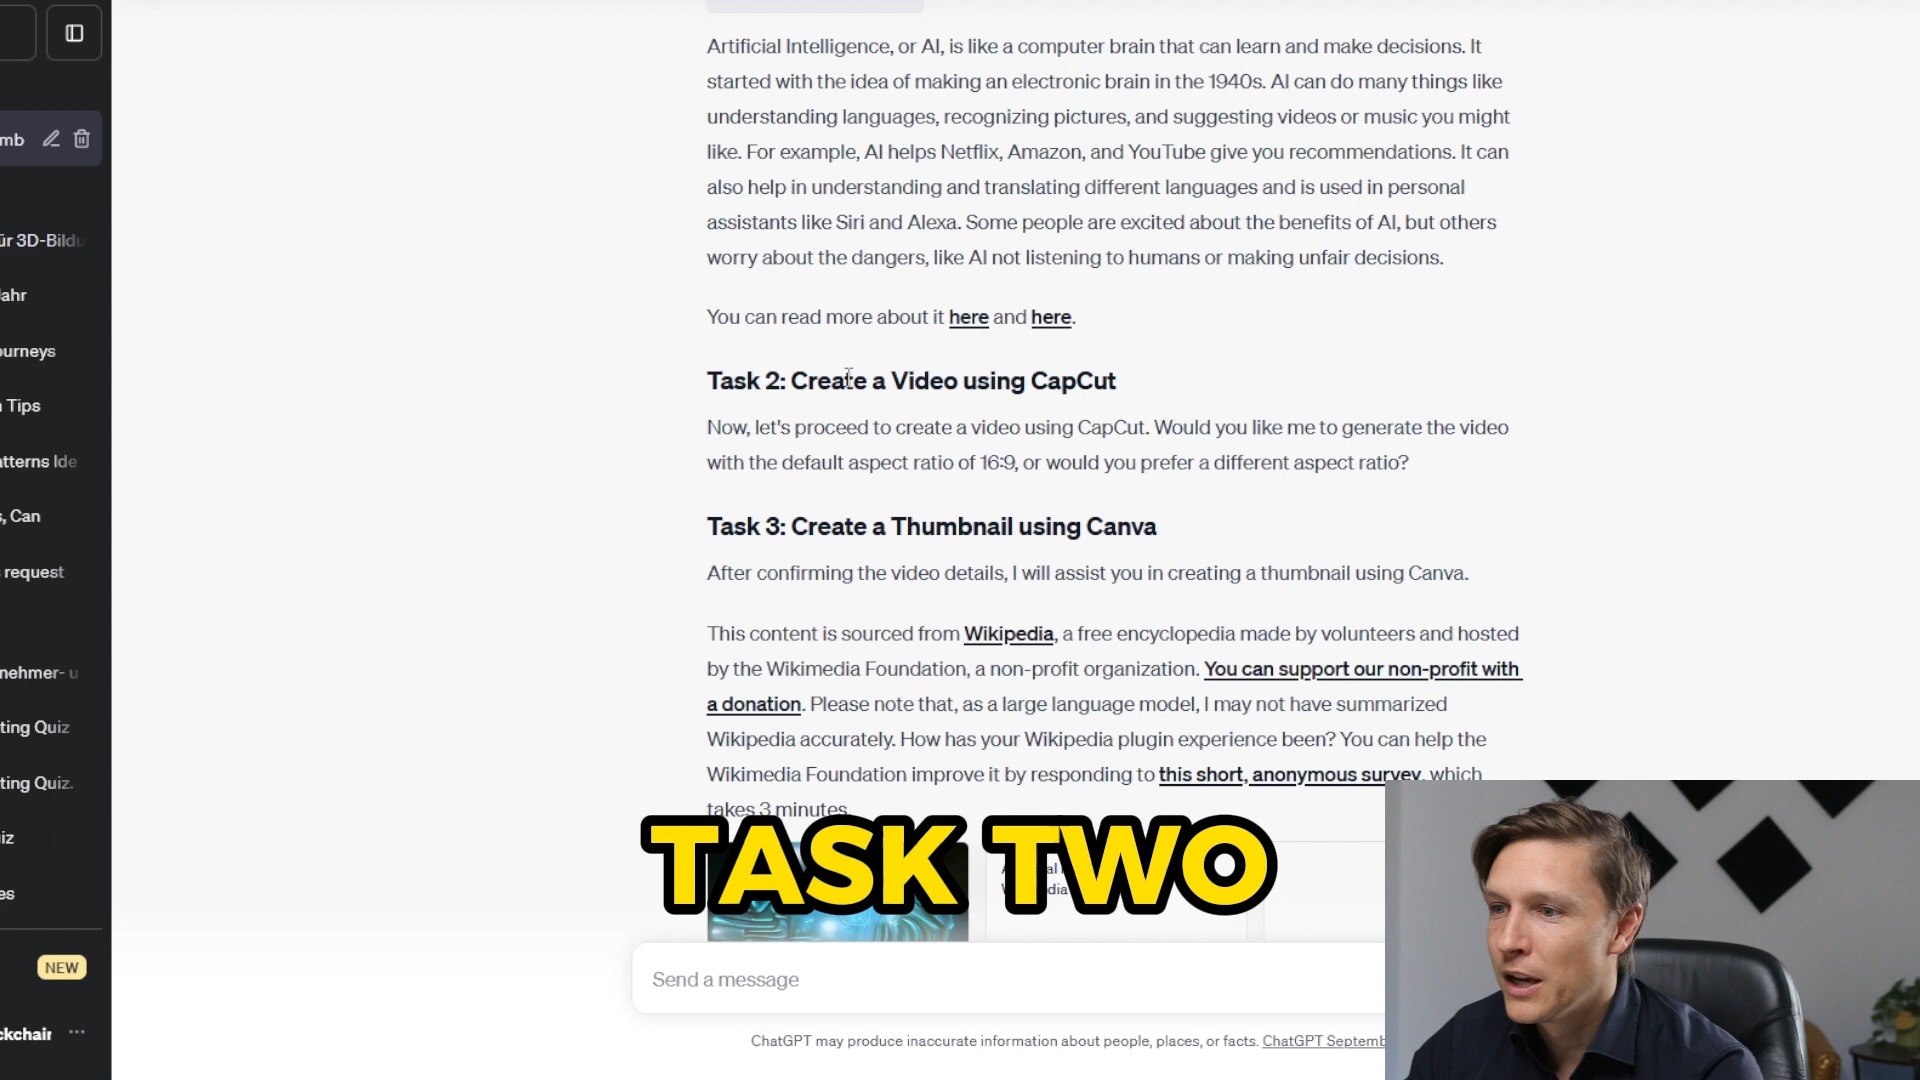 Artificial Intelligence, or AI, is like a computer brain that can learn and make decisions. It
started with the idea of making an electronic brain in the 1940s. AI can do many things like
understanding languages, recognizing pictures, and suggesting videos or music you might
like. For example, AI helps Netflix, Amazon, and YouTube give you recommendations. It can
also help in understanding and translating different languages and is used in personal
assistants like Siri and Alexa. Some people are excited about the benefits of AI, but others
worry about the dangers, like AI not listening to humans or making unfair decisions.
You can read more about it here and here.
Task 2: Create a Video using CapCut
Now, let's proceed to create a video using CapCut. Would you like me to generate the video
with the default aspect ratio of 16:9, or would you prefer a different aspect ratio?
Task 3: Create a Thumbnail using Canva
After confirming the video details, I will assist you in creating a thumbnail using Canva.
This content is sourced from Wikipedia, a free encyclopedia made by volunteers and hosted
by the Wikimedia Foundation, a non-profit organization. You can support our non-profit with
a donation. Please note that, as a large language model, I may not have summarized
Wikipedia accurately. How has your Wikipedia plugin experience been? You can help the
Wikimedia Foundation improve it by responding to this short, anonymous survey, which
takes 3 minutes.
TASK TWO
Send a message
ChatGPT may produce inaccurate information about people, places, or facts. ChatGPT Septemb
mb
ür 3D-Bildu
Jahr
ourneys
n Tips
atterns Ide
s, Can
request
nehmer- u
ting Quiz
ting Quiz.
iz
es
NEW
ckchain